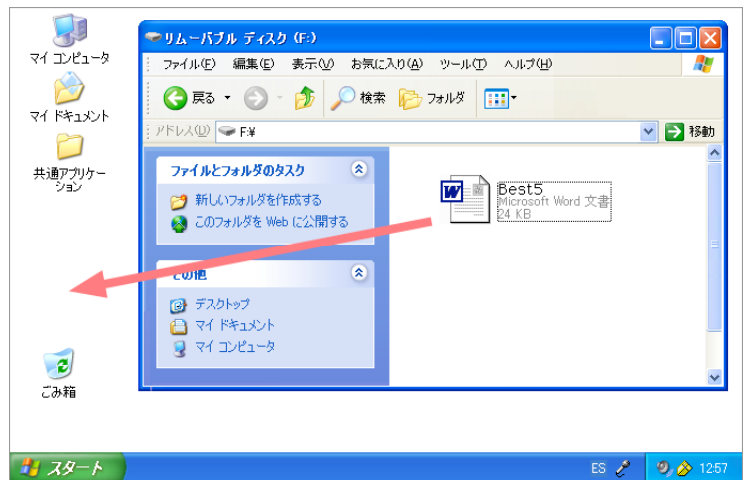 マイ コンピュータ
マイ ドキュメント
共通アプリケー
ション
ごみ箱
リムーバブル ディスク (F:)
ファイル(F) 編集(E) 表示(V) お気に入り(A) ツール(T) ヘルプ(H)
戻る 検索 フォルダ
アドレス(D) F:¥ 移動
ファイルとフォルダのタスク
新しいフォルダを作成する
このフォルダを Web に公開する
その他
デスクトップ
マイ ドキュメント
マイ コンピュータ
Best5
Microsoft Word 文書
24 KB
スタート ES 12:57